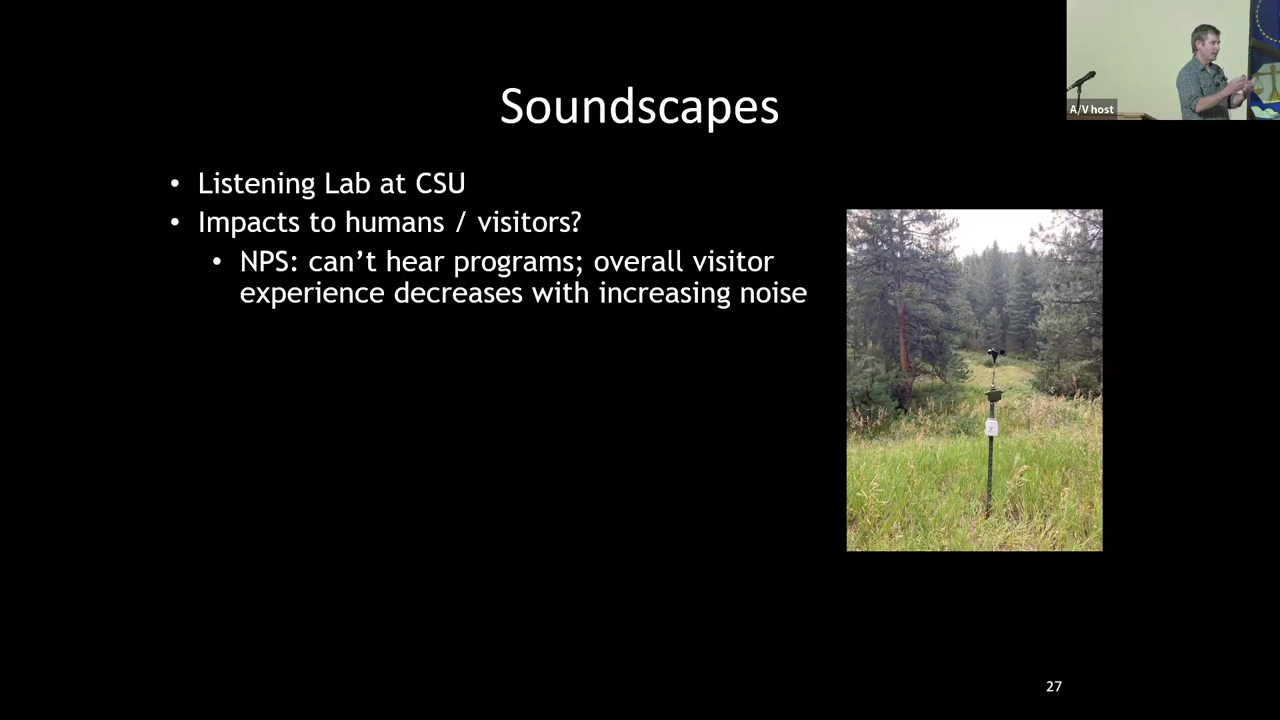 A/V host
Soundscapes
• Listening Lab at CSU
• Impacts to humans / visitors?
• NPS: can’t hear programs; overall visitor
experience decreases with increasing noise
27